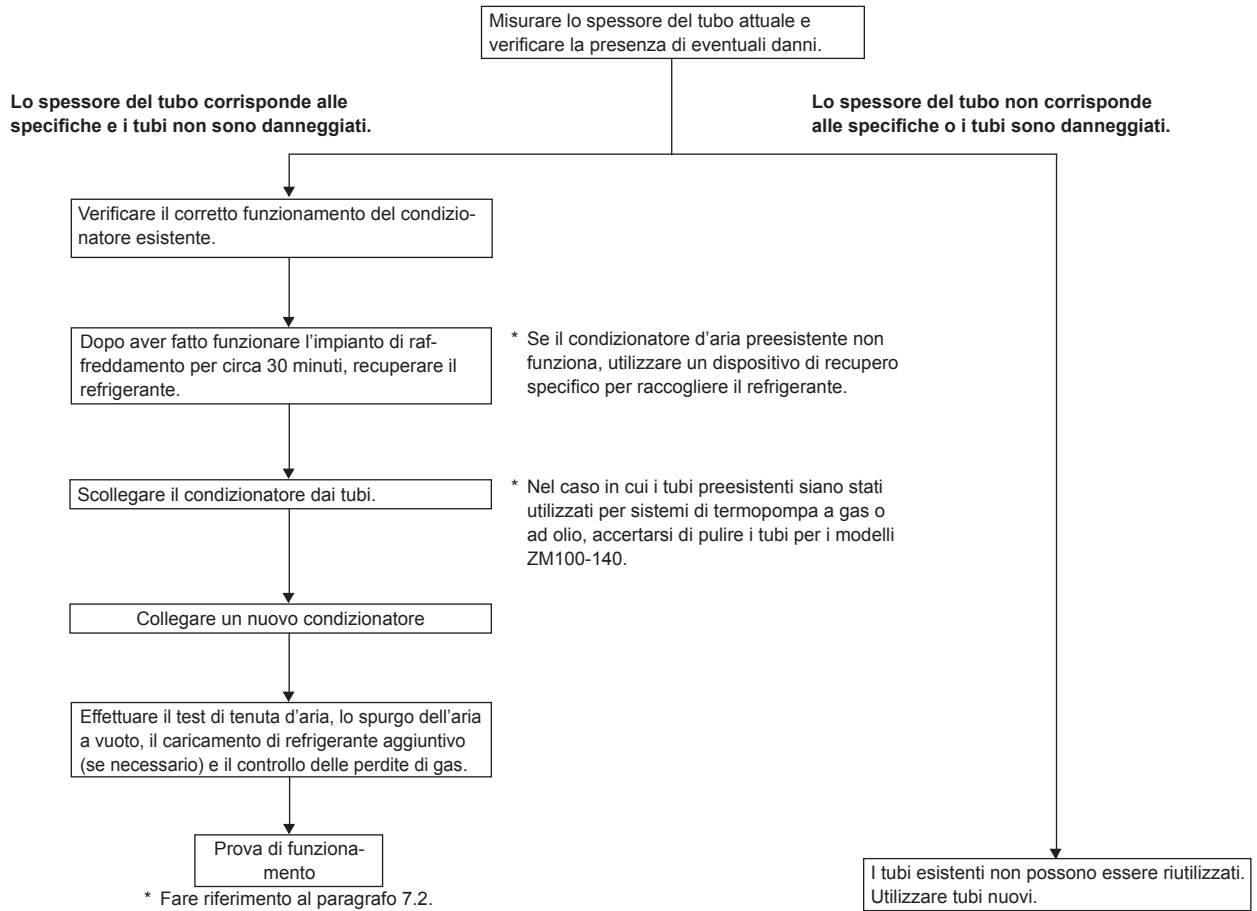 Misurare lo spessore del tubo attuale e
verificare la presenza di eventuali danni.
Lo spessore del tubo corrisponde alle
specifiche e i tubi non sono danneggiati.
Lo spessore del tubo non corrisponde
alle specifiche o i tubi sono danneggiati.
Verificare il corretto funzionamento del condizio-
natore esistente.
Dopo aver fatto funzionare l'impianto di raf-
freddamento per circa 30 minuti, recuperare il
refrigerante.
* Se il condizionatore d'aria preesistente non
funziona, utilizzare un dispositivo di recupero
specifico per raccogliere il refrigerante.
Scollegare il condizionatore dai tubi.
* Nel caso in cui i tubi preesistenti siano stati
utilizzati per sistemi di termopompa a gas o
ad olio, accertarsi di pulire i tubi per i modelli
ZM100-140.
Collegare un nuovo condizionatore
Effettuare il test di tenuta d'aria, lo spurgo dell'aria
a vuoto, il caricamento di refrigerante aggiuntivo
(se necessario) e il controllo delle perdite di gas.
Prova di funziona-
mento
* Fare riferimento al paragrafo 7.2.
I tubi esistenti non possono essere riutilizzati.
Utilizzare tubi nuovi.